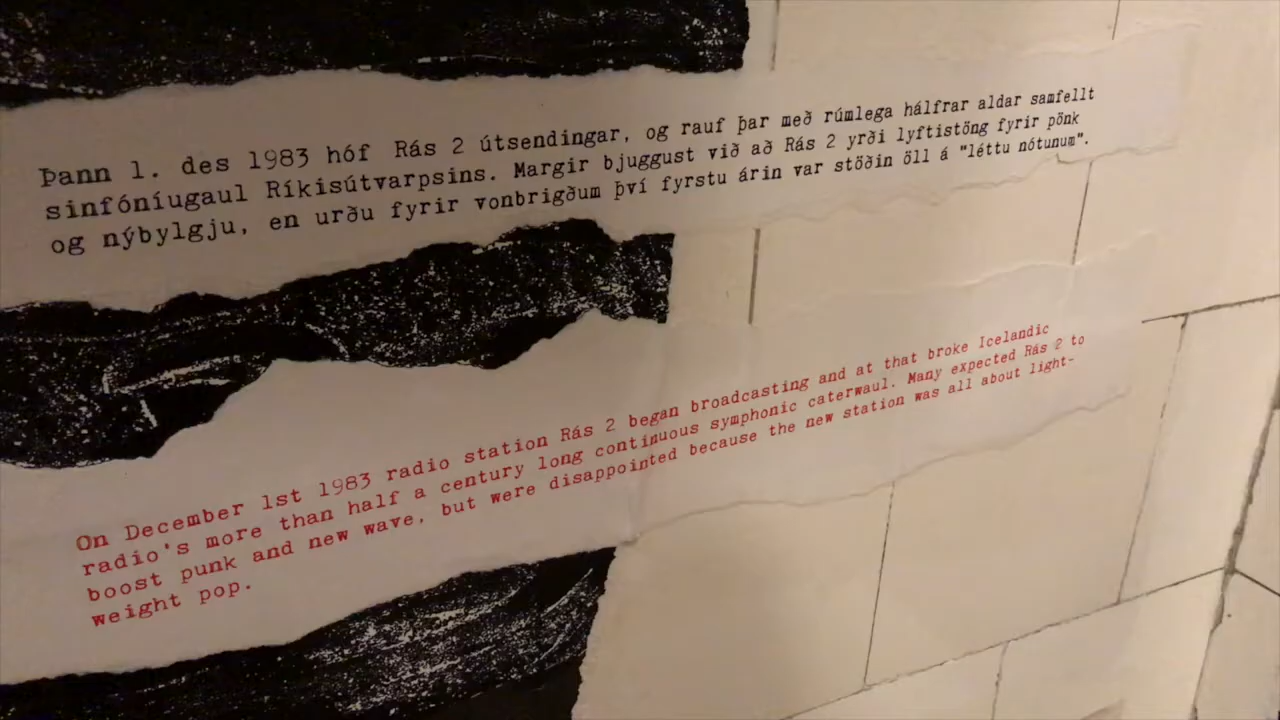 Þann 1. des 1983 hóf Rás 2 útsendingar, og rauf þar með rúmlega hálfrar aldar samfellt
sinfóníugaul Ríkisútvarpsins. Margir bjuggust við að Rás 2 yrði lyftistöng fyrir pönk
og nýbylgju, en urðu fyrir vonbrigðum því fyrstu árin var stöðin öll á "léttu nótunum".
On December 1st 1983 radio station Rás 2 began broadcasting and at that broke Icelandic
radio's more than half a century long continuous symphonic caterwaul. Many expected Rás 2 to
boost punk and new wave, but were disappointed because the new station was all about light-
weight pop.